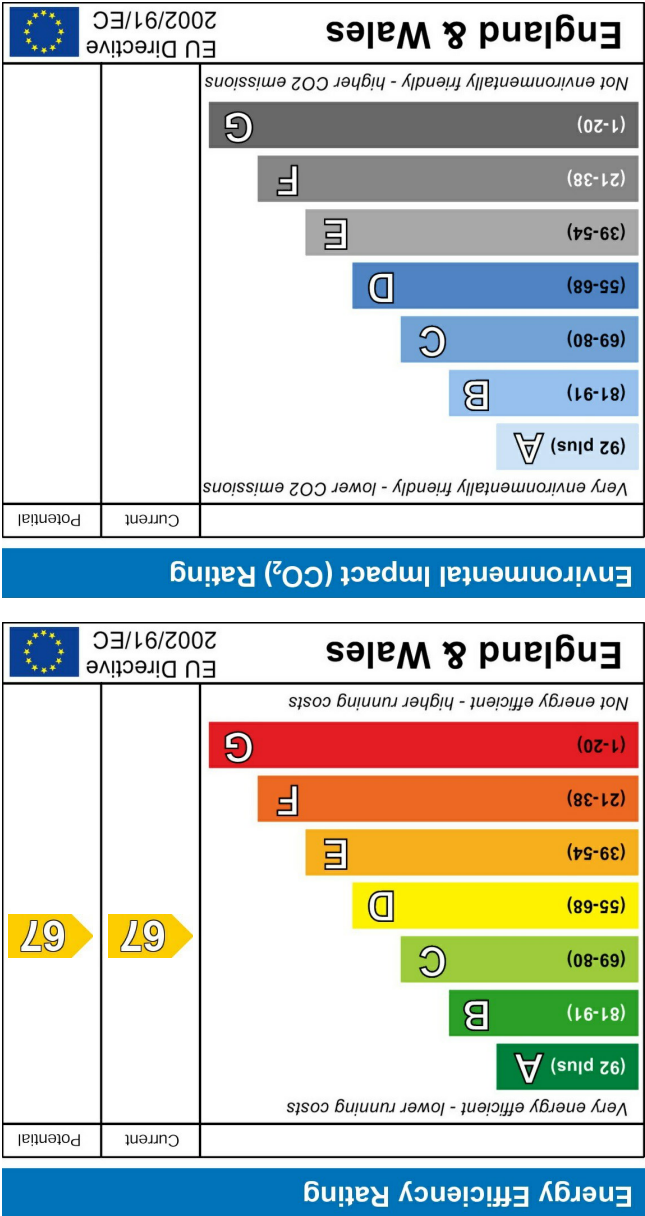 Energy Efficiency Rating
Current Potential
Very energy efficient - lower running costs
(92 plus) A
(81-91) B
(69-80) C
(55-68) D
67 67
(39-54) E
(21-38) F
(1-20) G
Not energy efficient - higher running costs
England & Wales
EU Directive
2002/91/EC
Environmental Impact (CO₂) Rating
Current Potential
Very environmentally friendly - lower CO2 emissions
(92 plus) A
(81-91) B
(69-80) C
(55-68) D
(39-54) E
(21-38) F
(1-20) G
Not environmentally friendly - higher CO2 emissions
England & Wales
EU Directive
2002/91/EC